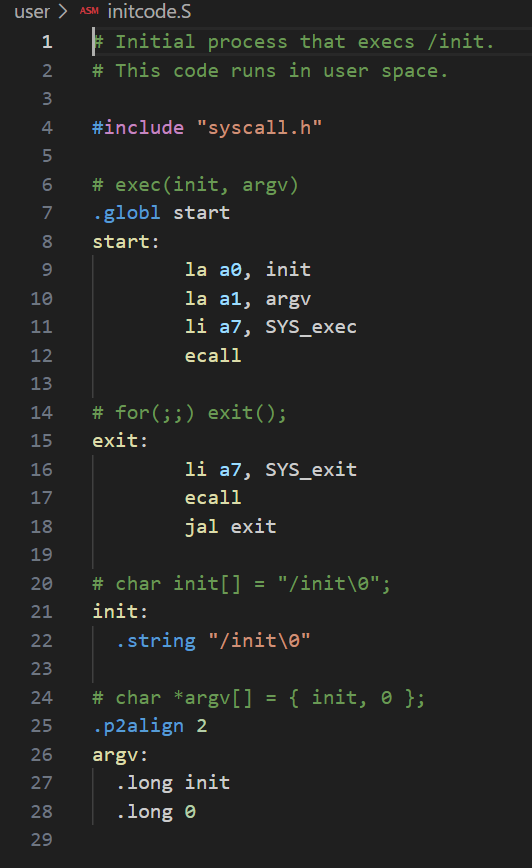 user > ASM initcode.S
1 # Initial process that execs /init.
2 # This code runs in user space.
3
4 #include "syscall.h"
5
6 # exec(init, argv)
7 .globl start
8 start:
9         la a0, init
10         la a1, argv
11         li a7, SYS_exec
12         ecall
13
14 # for(;;) exit();
15 exit:
16         li a7, SYS_exit
17         ecall
18         jal exit
19
20 # char init[] = "/init\0";
21 init:
22   .string "/init\0"
23
24 # char *argv[] = { init, 0 };
25 .p2align 2
26 argv:
27   .long init
28   .long 0
29